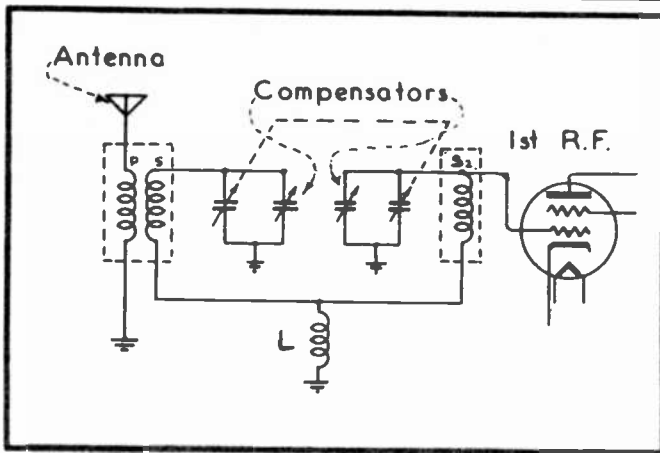 Antenna
Compensators
1st R.F.
P S
S2
L